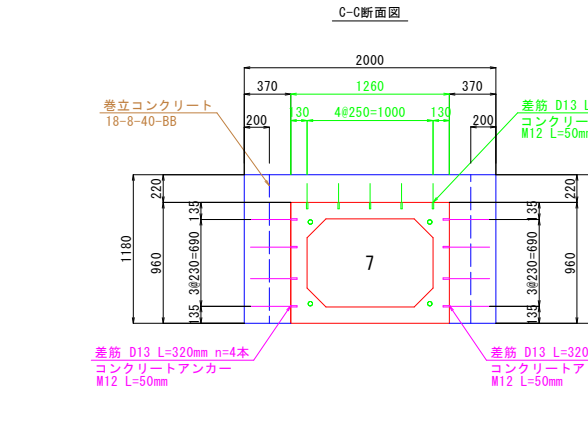 C-C断面図
2000
370
1260
370
巻立コンクリート
18-8-40-BB
差筋 D13 L
コンクリー
M12 L=50mm
200
130
4@250=1000
130
200
220
135
1180
960
3@230=690
135
7
220
135
3@230=690
960
135
差筋 D13 L=320mm n=4本
コンクリートアンカー
M12 L=50mm
差筋 D13 L=320
コンクリートア
M12 L=50mm